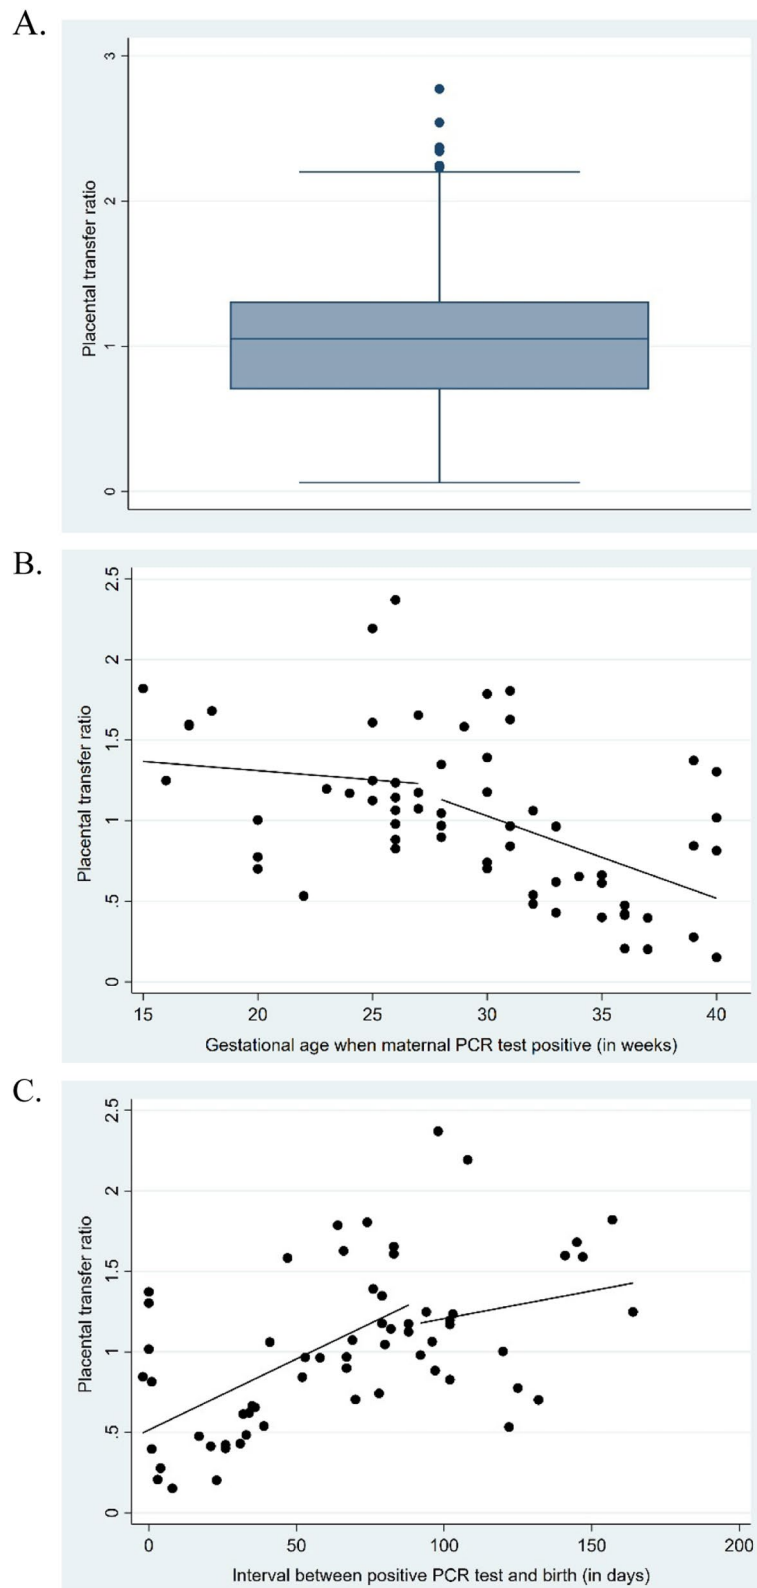 A.
3
2
1
0
Placental transfer ratio
B.
2.5
2
1.5
1
.5
0
Placental transfer ratio
15 20 25 30 35 40
Gestational age when maternal PCR test positive (in weeks)
C.
2.5
2
1.5
1
.5
0
Placental transfer ratio
0 50 100 150 200
Interval between positive PCR test and birth (in days)